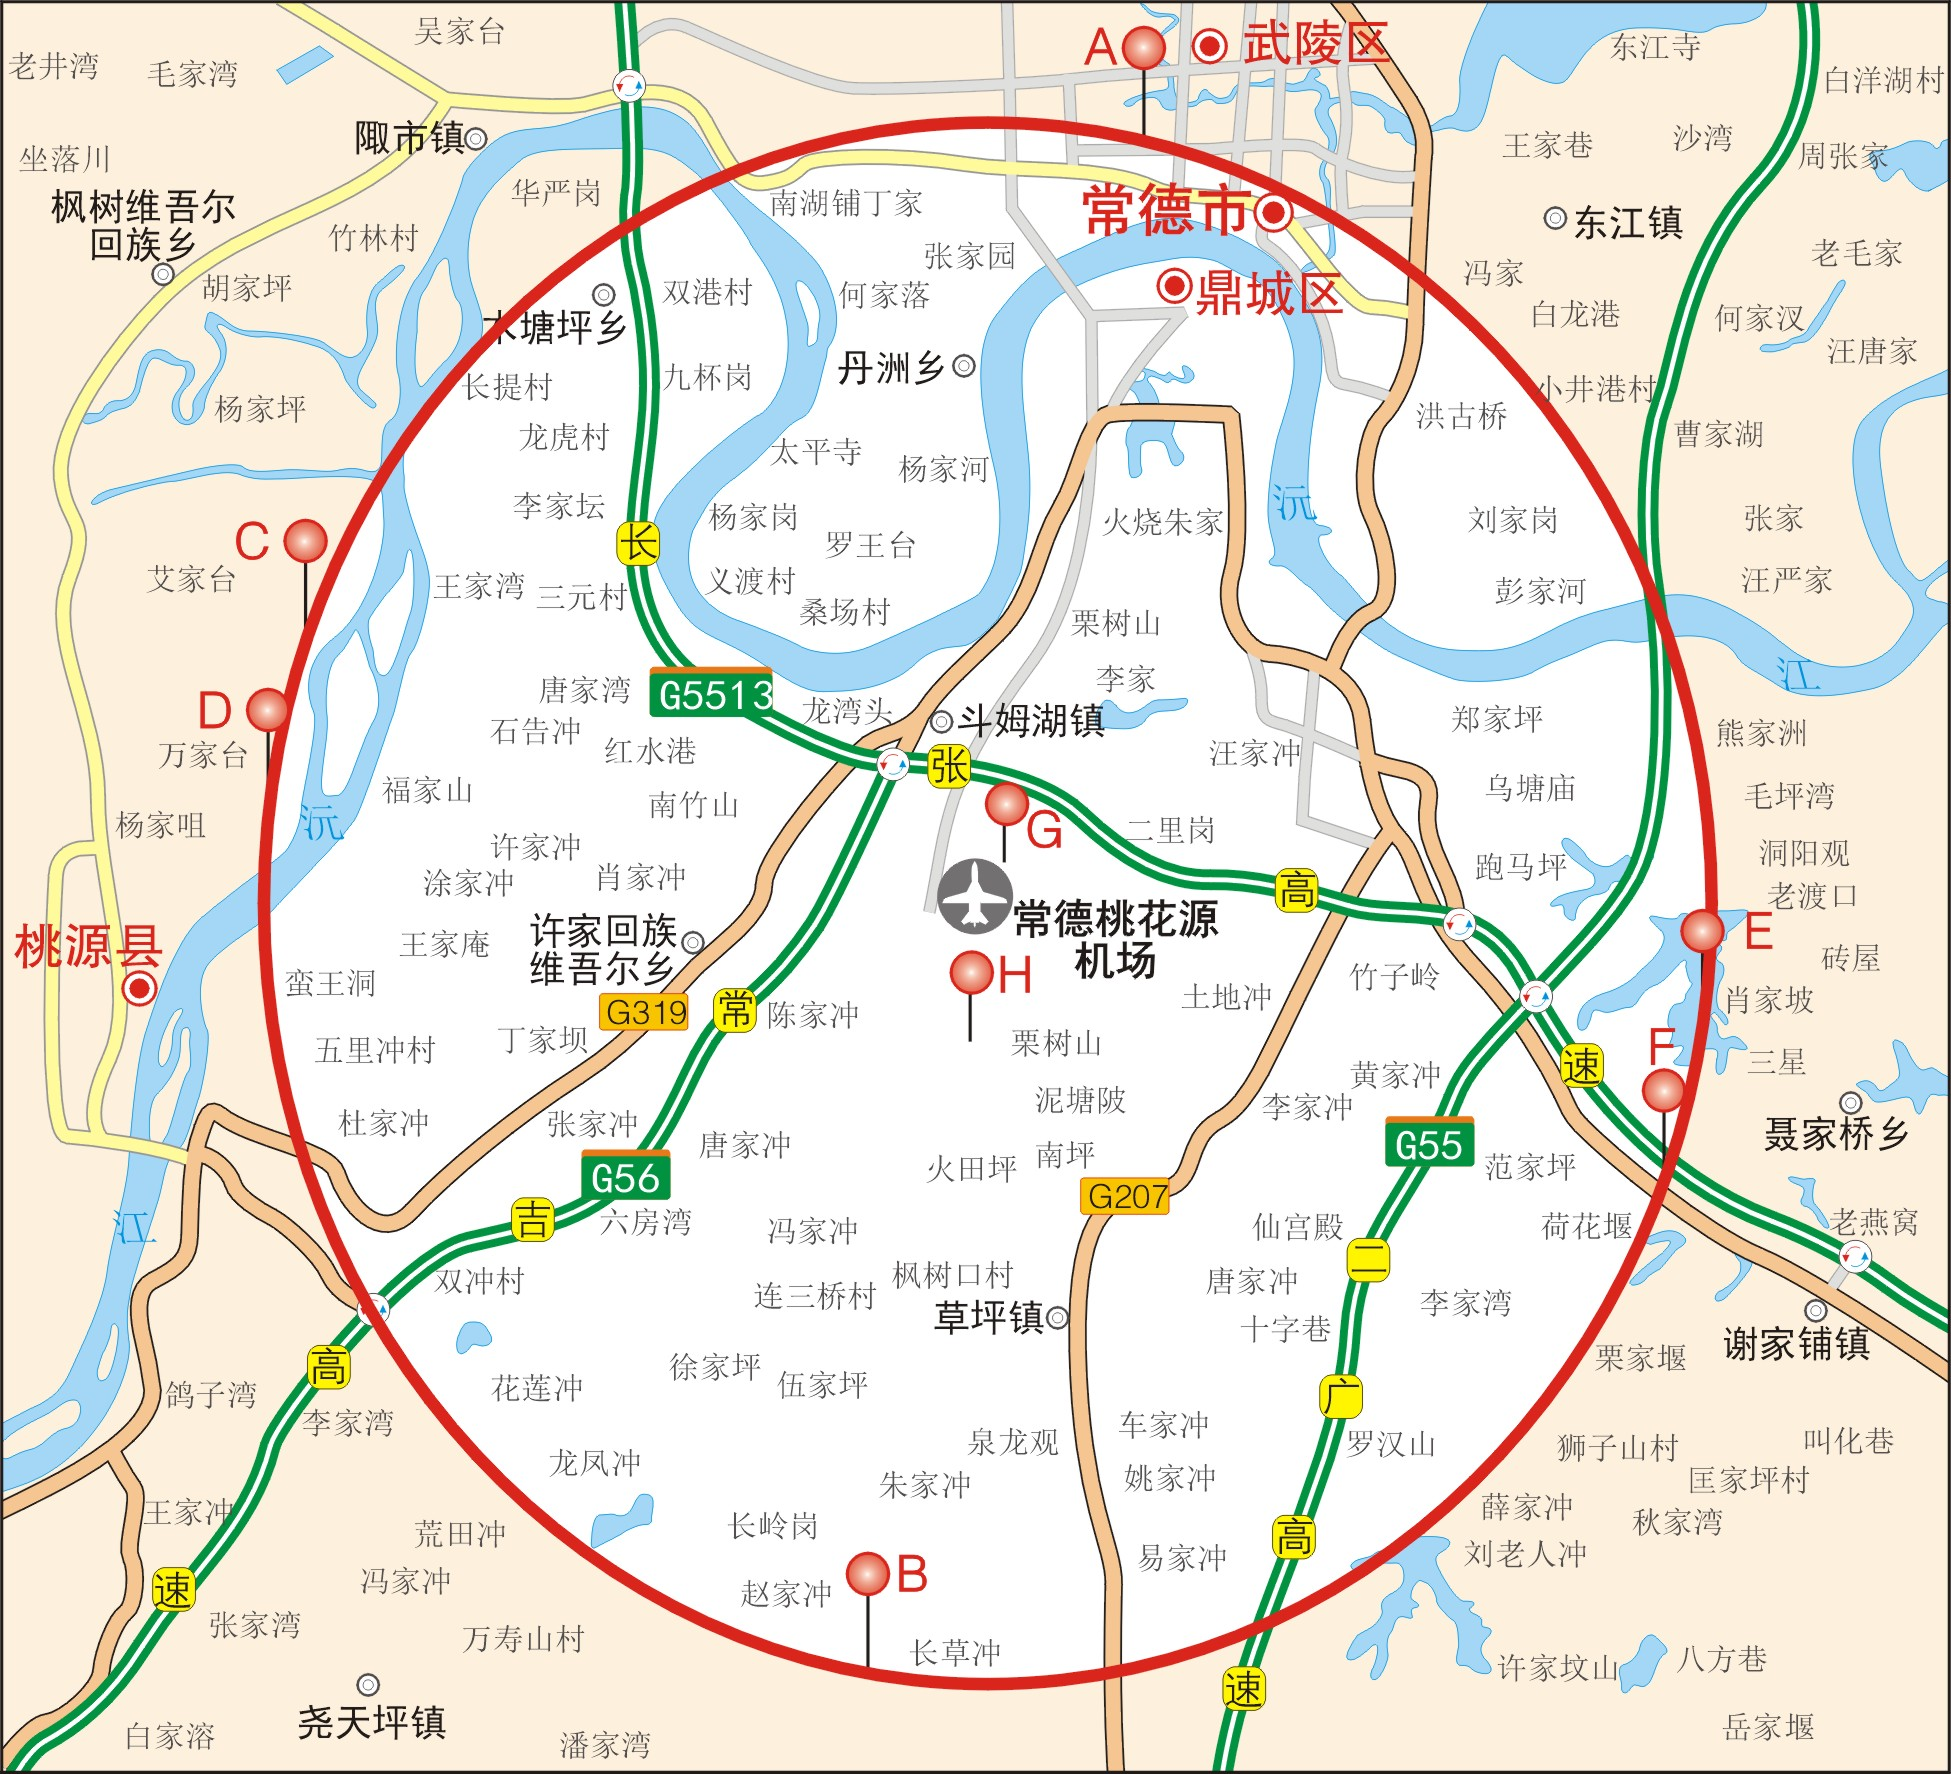 吴家台
老井湾
毛家湾
A
武陵区
东江寺
白洋湖村
陬市镇
坐落川
王家巷
沙湾
周张家
枫树维吾尔
回族乡
华严岗
南湖铺丁家
常德市
东江镇
竹林村
张家园
冯家
老毛家
胡家坪
双港村
何家落
鼎城区
白龙港
何家汊
木塘坪乡
汪唐家
丹洲乡
长提村
九杯岗
小井港村
杨家坪
洪古桥
曹家湖
龙虎村
太平寺
杨家河
李家坛
杨家岗
火烧朱家
沅
刘家岗
张家
C
长
罗王台
艾家台
王家湾
三元村
义渡村
桑场村
彭家河
汪严家
栗树山
李家
江
唐家湾
G5513
D
石告冲
龙湾头
斗姆湖镇
郑家坪
熊家洲
万家台
红水港
张
汪家冲
福家山
南竹山
乌塘庙
毛坪湾
杨家咀
沅
G
二里岗
许家冲
洞阳观
涂家冲
肖家冲
高
跑马坪
老渡口
常德桃花源
机场
桃源县
王家庵
许家回族
维吾尔乡
E
砖屋
蛮王洞
H
土地冲
竹子岭
肖家坡
G319
常
陈家冲
五里冲村
丁家坝
栗树山
F
三星
黄家冲
速
泥塘陂
李家冲
杜家冲
张家冲
唐家冲
G55
聂家桥乡
火田坪
南坪
范家坪
G56
G207
江
吉
六房湾
冯家冲
仙宫殿
荷花堰
老燕窝
双冲村
连三桥村
枫树口村
唐家冲
二
草坪镇
十字巷
李家湾
谢家铺镇
高
徐家坪
伍家坪
栗家堰
鸽子湾
花莲冲
广
李家湾
车家冲
泉龙观
罗汉山
狮子山村
叫化巷
龙凤冲
朱家冲
姚家冲
匡家坪村
王家冲
薛家冲
秋家湾
荒田冲
长岭岗
高
易家冲
刘老人冲
速
冯家冲
赵家冲
B
张家湾
万寿山村
长草冲
许家坟山
八方巷
速
尧天坪镇
白家溶
潘家湾
岳家堰